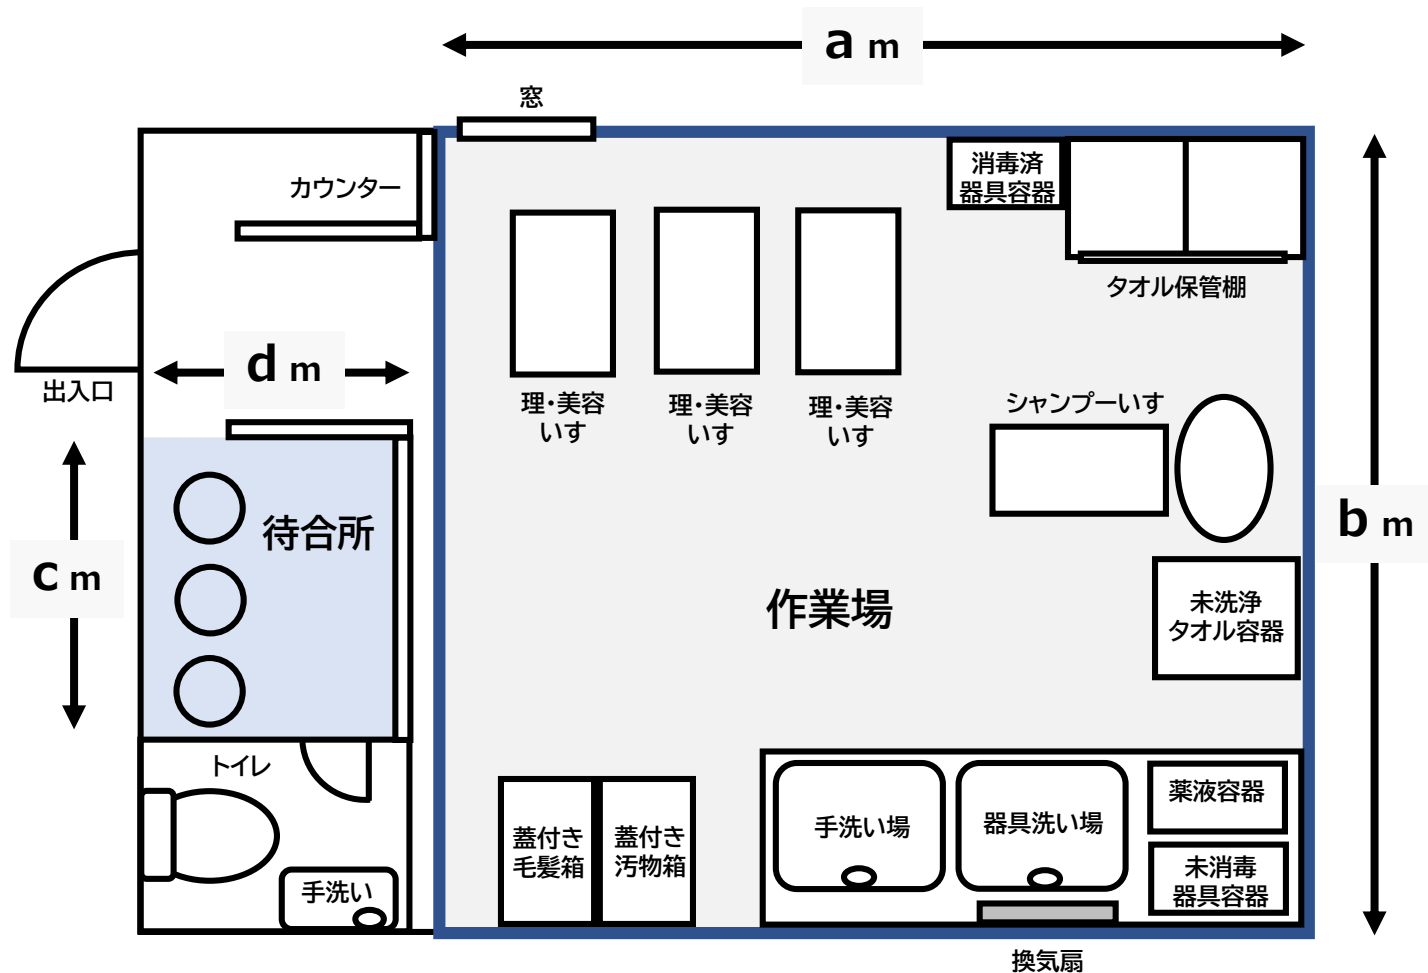 a m
窓
カウンター
消毒済
器具容器
タオル保管棚
出入口
d m
理・美容
いす
理・美容
いす
理・美容
いす
シャンプーいす
b m
待合所
c m
作業場
未洗浄
タオル容器
トイレ
手洗い
蓋付き
毛髪箱
蓋付き
汚物箱
手洗い場
器具洗い場
薬液容器
未消毒
器具容器
換気扇